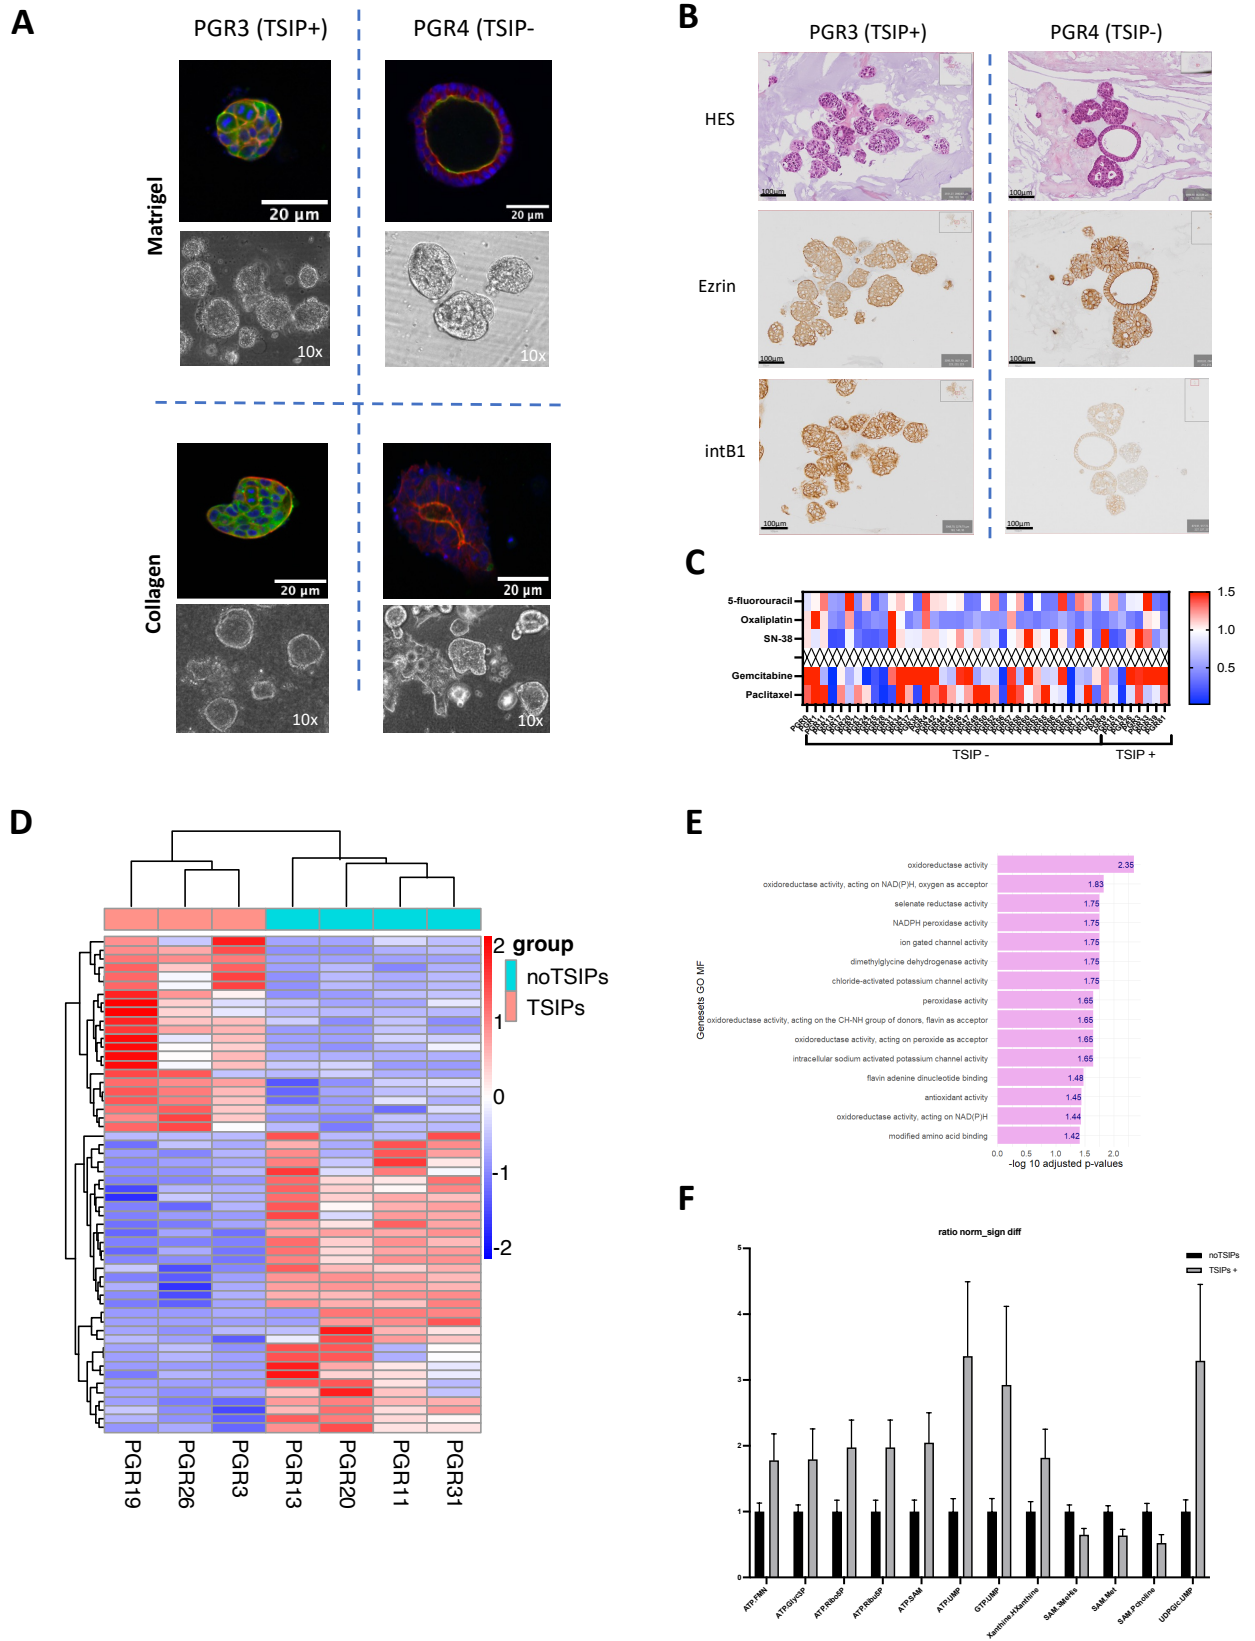 A
PGR3 (TSIP+)
PGR4 (TSIP-
Matrigel
20 µm
20 µm
10x
10x
Collagen
20 µm
20 µm
10x
10x
B
PGR3 (TSIP+)
PGR4 (TSIP-)
HES
100µm
100µm
Ezrin
100µm
100µm
intB1
100µm
100µm
C
5-fluorouracil
Oxaliplatin
SN-38
Gemcitabine
Paclitaxel
1.5
1.0
0.5
TSIP -
TSIP +
D
2
1
0
-1
-2
group
noTSIPs
TSIPs
PGR19
PGR26
PGR3
PGR13
PGR20
PGR11
PGR31
E
Genesets GO MF
oxidoreductase activity
2.35
oxidoreductase activity, acting on NAD(P)H, oxygen as acceptor
1.83
selenate reductase activity
1.75
NADPH peroxidase activity
1.75
ion gated channel activity
1.75
dimethylglycine dehydrogenase activity
1.75
chloride-activated potassium channel activity
1.75
peroxidase activity
1.65
oxidoreductase activity, acting on the CH-NH group of donors, flavin as acceptor
1.65
oxidoreductase activity, acting on peroxide as acceptor
1.65
intracellular sodium activated potassium channel activity
1.65
flavin adenine dinucleotide binding
1.48
antioxidant activity
1.45
oxidoreductase activity, acting on NAD(P)H
1.44
modified amino acid binding
1.42
0.0 0.5 1.0 1.5 2.0
-log 10 adjusted p-values
F
ratio norm_sign diff
noTSIPs
TSIPs +
5
4
3
2
1
0
ATP.FMN
ATP.Glyc3P
ATP.Ribo5P
ATP.Ribu5P
ATP.SAM
ATP.UMP
GTP.UMP
Xanthine.HXanthine
SAM.3MeHis
SAM.Met
SAM.Pcholine
UDPGlc.UMP